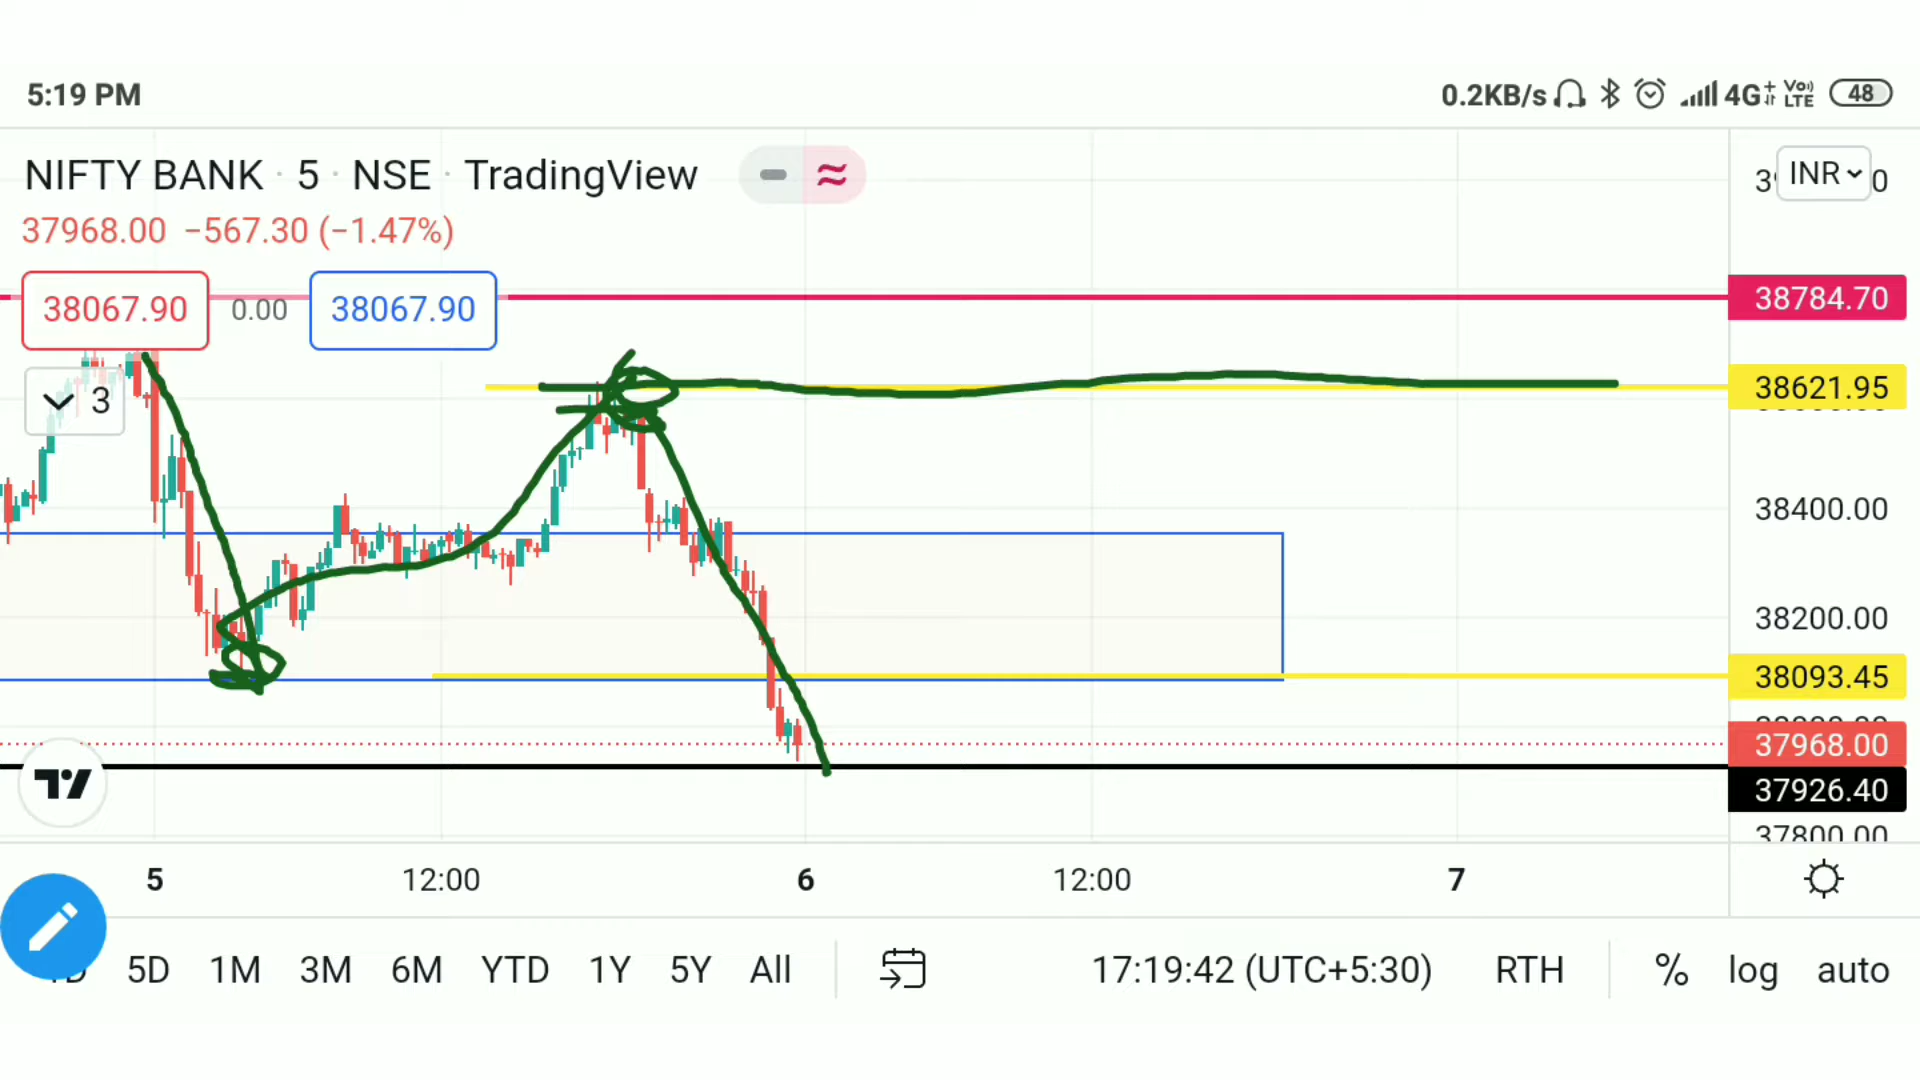 5:19 PM 0.2KB/s 4G+ VoLTE 48
NIFTY BANK · 5 · NSE · TradingView
INR
37968.00 −567.30 (−1.47%)
38067.90 0.00 38067.90
38784.70
3
38621.95
38400.00
38200.00
38093.45
37968.00
37926.40
37800.00
5 12:00 6 12:00 7
5D 1M 3M 6M YTD 1Y 5Y All 17:19:42 (UTC+5:30) RTH % log auto